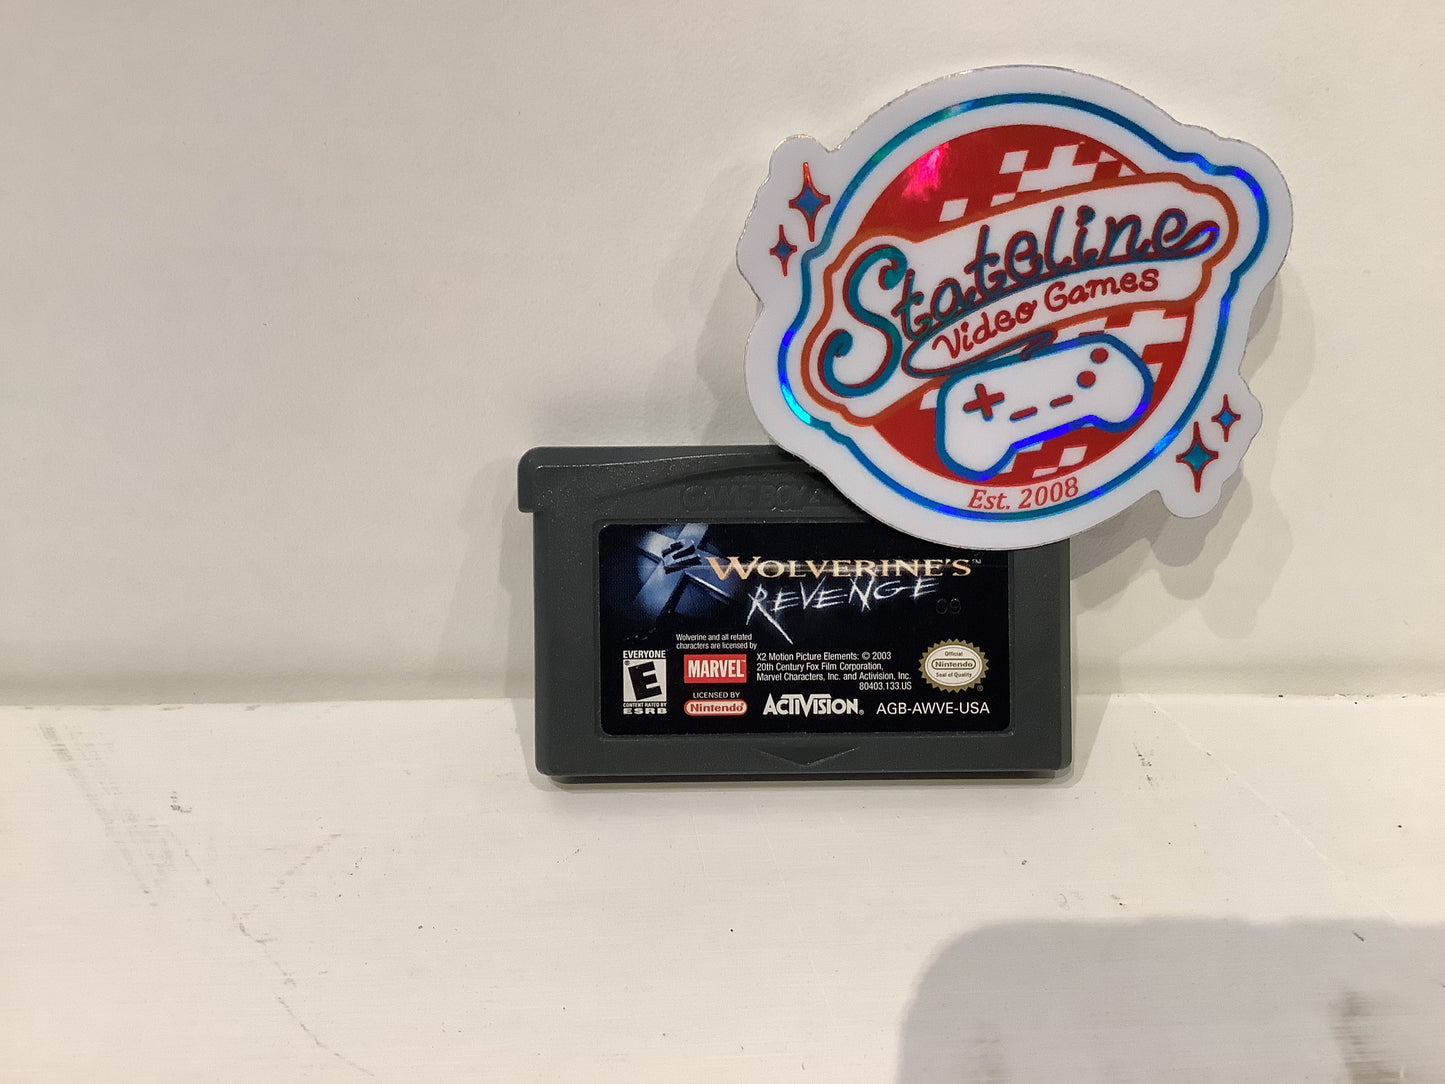 Stateline
Video Games
Est. 2008
GAME BOY A
2
WOLVERINE'S™
REVENGE
09
Wolverine and all related
characters are licensed by
MARVEL
X2 Motion Picture Elements: © 2003
20th Century Fox Film Corporation,
Marvel Characters, Inc. and Activision, Inc.
80403.133.US
EVERYONE
E
CONTENT RATED BY
ESRB
LICENSED BY
Nintendo®
ACTIVISION®
AGB-AWVE-USA
Official
Nintendo
Seal of Quality
®